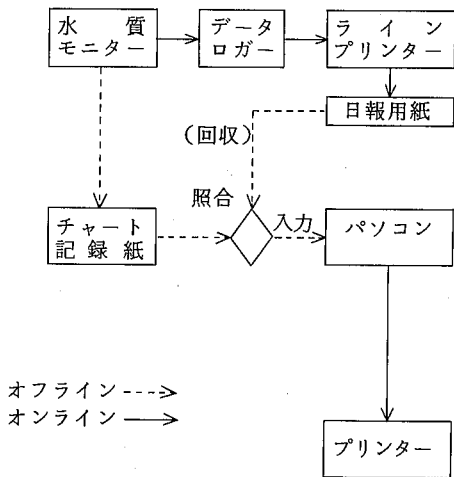 水質
モニター
データ
ロガー
ライン
プリンター
日報用紙
（回収）
照合
チャート
記録紙
入力
パソコン
オフライン
オンライン
プリンター